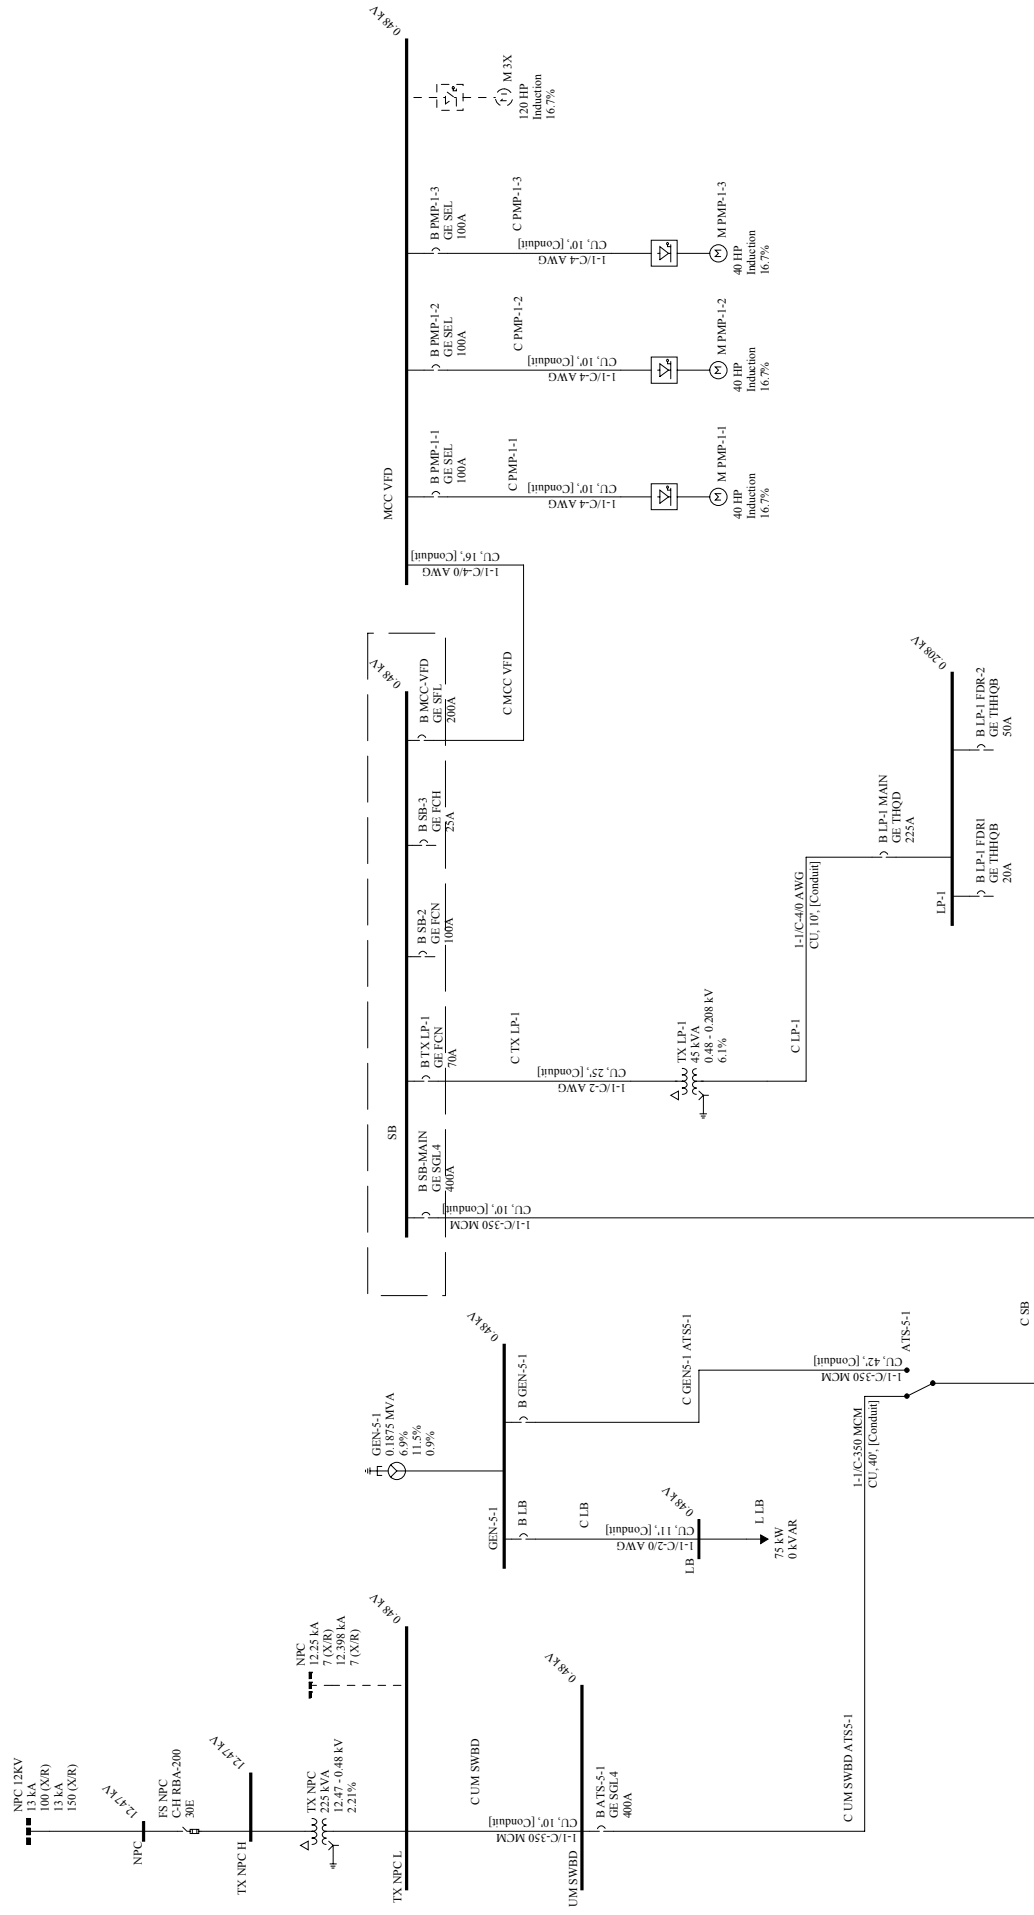 NPC 12KV
13 kA
100 (X/R)
13 kA
150 (X/R)
12.47 kV
NPC
FS NPC
C-H RBA-200
30E
12.47 kV
TX NPC H
TX NPC
225 kVA
12.47 - 0.48 kV
2.21%
NPC
12.25 kA
7 (X/R)
12.398 kA
7 (X/R)
0.48 kV
TX NPC L
C UM SWBD
1-1/C-350 MCM
CU, 10', [Conduit]
0.48 kV
UM SWBD
B ATS-5-1
GE SGL4
400A
C UM SWBD ATS5-1
1-1/C-350 MCM
CU, 40', [Conduit]
GEN-5-1
0.1875 MVA
6.9%
11.5%
0.9%
0.48 kV
GEN-5-1
B LB
C LB
1-1/C-2/0 AWG
CU, 11', [Conduit]
0.48 kV
LB
L LB
75 kW
0 kVAR
B GEN-5-1
C GEN5-1 ATS5-1
1-1/C-350 MCM
CU, 42', [Conduit]
ATS-5-1
C SB
SB
0.48 kV
B SB-MAIN
GE SGL4
400A
1-1/C-350 MCM
CU, 10', [Conduit]
B TX LP-1
GE FCN
70A
C TX LP-1
1-1/C-2 AWG
CU, 25', [Conduit]
TX LP-1
45 kVA
0.48 - 0.208 kV
6.1%
C LP-1
1-1/C-4/0 AWG
CU, 10', [Conduit]
B LP-1 MAIN
GE THQD
225A
0.208 kV
LP-1
B LP-1 FDR1
GE THHQB
20A
B LP-1 FDR-2
GE THHQB
50A
B SB-2
GE FCN
100A
B SB-3
GE FCH
25A
B MCC-VFD
GE SFL
200A
C MCC VFD
1-1/C-4/0 AWG
CU, 16', [Conduit]
MCC VFD
0.48 kV
B PMP-1-1
GE SEL
100A
C PMP-1-1
1-1/C-4 AWG
CU, 10', [Conduit]
M PMP-1-1
40 HP
Induction
16.7%
B PMP-1-2
GE SEL
100A
C PMP-1-2
1-1/C-4 AWG
CU, 10', [Conduit]
M PMP-1-2
40 HP
Induction
16.7%
B PMP-1-3
GE SEL
100A
C PMP-1-3
1-1/C-4 AWG
CU, 10', [Conduit]
M PMP-1-3
40 HP
Induction
16.7%
M 3X
120 HP
Induction
16.7%